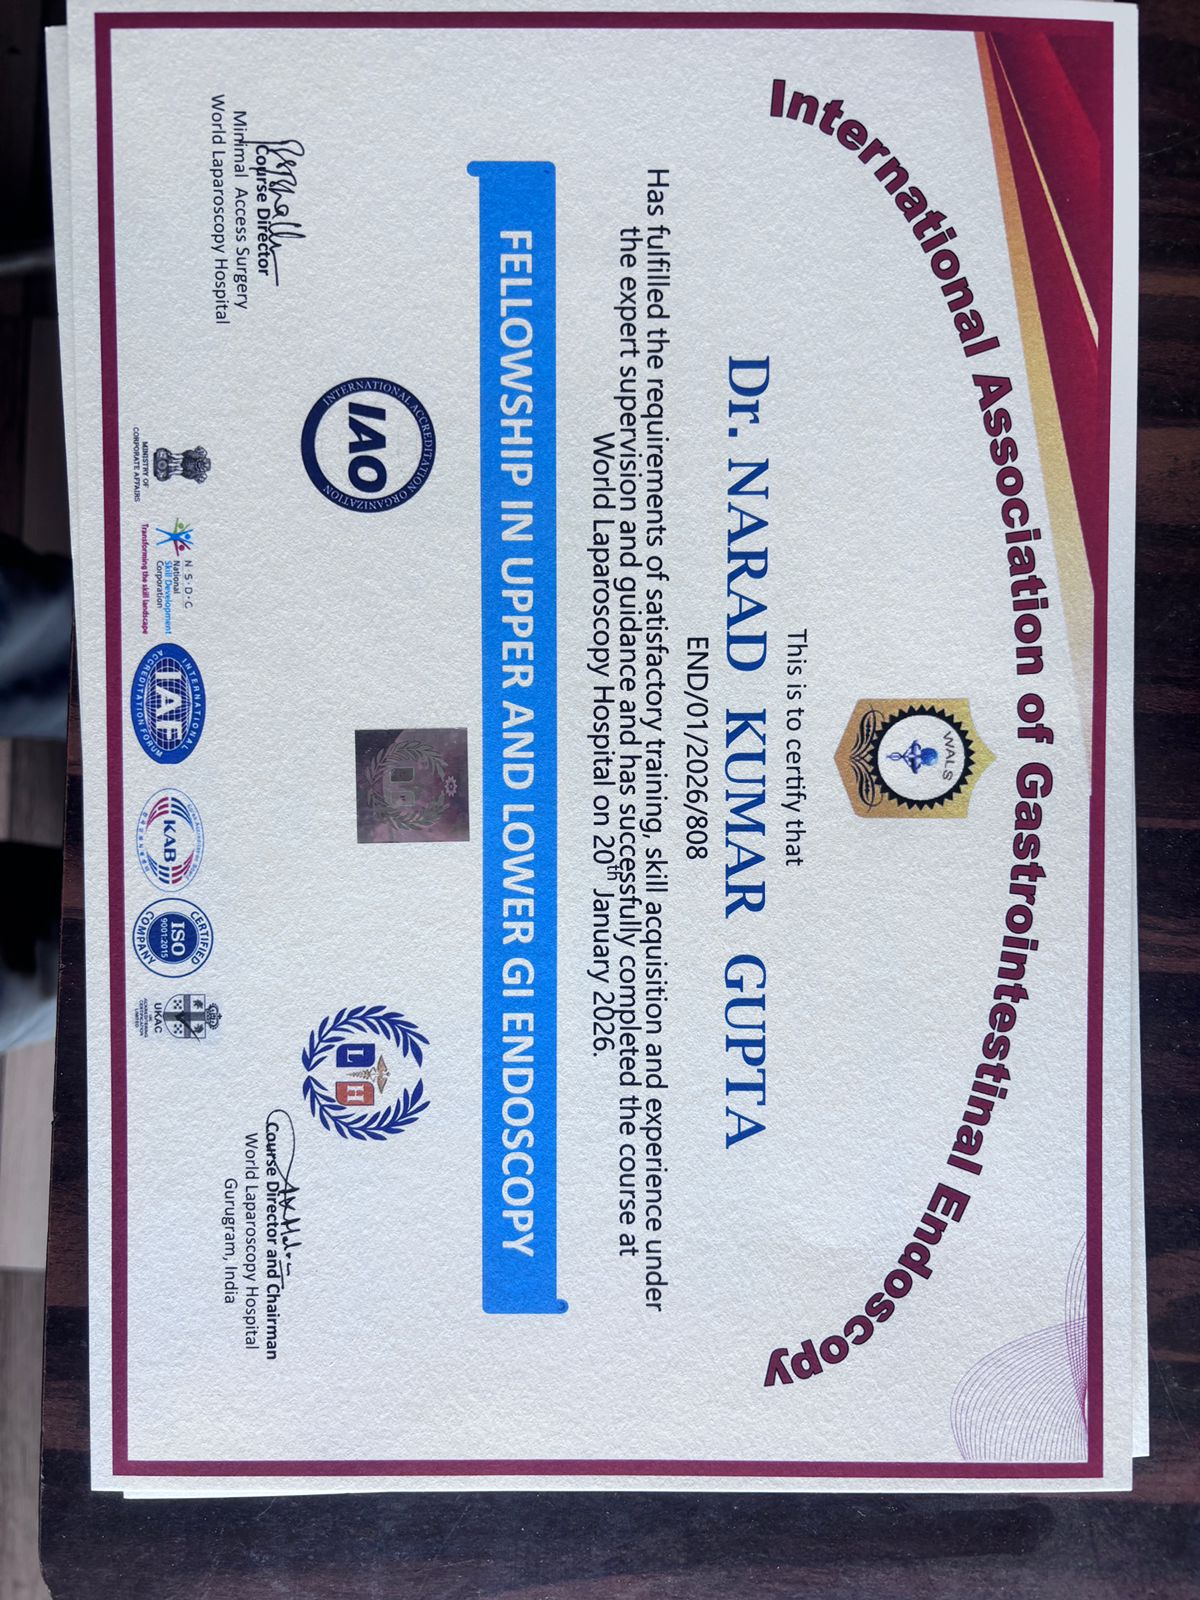 International Association of Gastrointestinal Endoscopy
WALS
This is to certify that
Dr. NARAD KUMAR GUPTA
END/01/2026/808
Has fulfilled the requirements of satisfactory training, skill acquisition and experience under
the expert supervision and guidance and has successfully completed the course at
World Laparoscopy Hospital on 20th January 2026.
FELLOWSHIP IN UPPER AND LOWER GI ENDOSCOPY
INTERNATIONAL ACCREDITATION ORGANIZATION
IAO
L H
Course Director
Minimal Access Surgery
World Laparoscopy Hospital
Course Director and Chairman
World Laparoscopy Hospital
Gurugram, India
MINISTRY OF
CORPORATE AFFAIRS
N·S·D·C
National
Skill Development
Corporation
Transforming the skill landscape
INTERNATIONAL
IAF
ACCREDITATION FORUM
KAB
CERTIFIED
ISO
9001:2015
COMPANY
UKAC